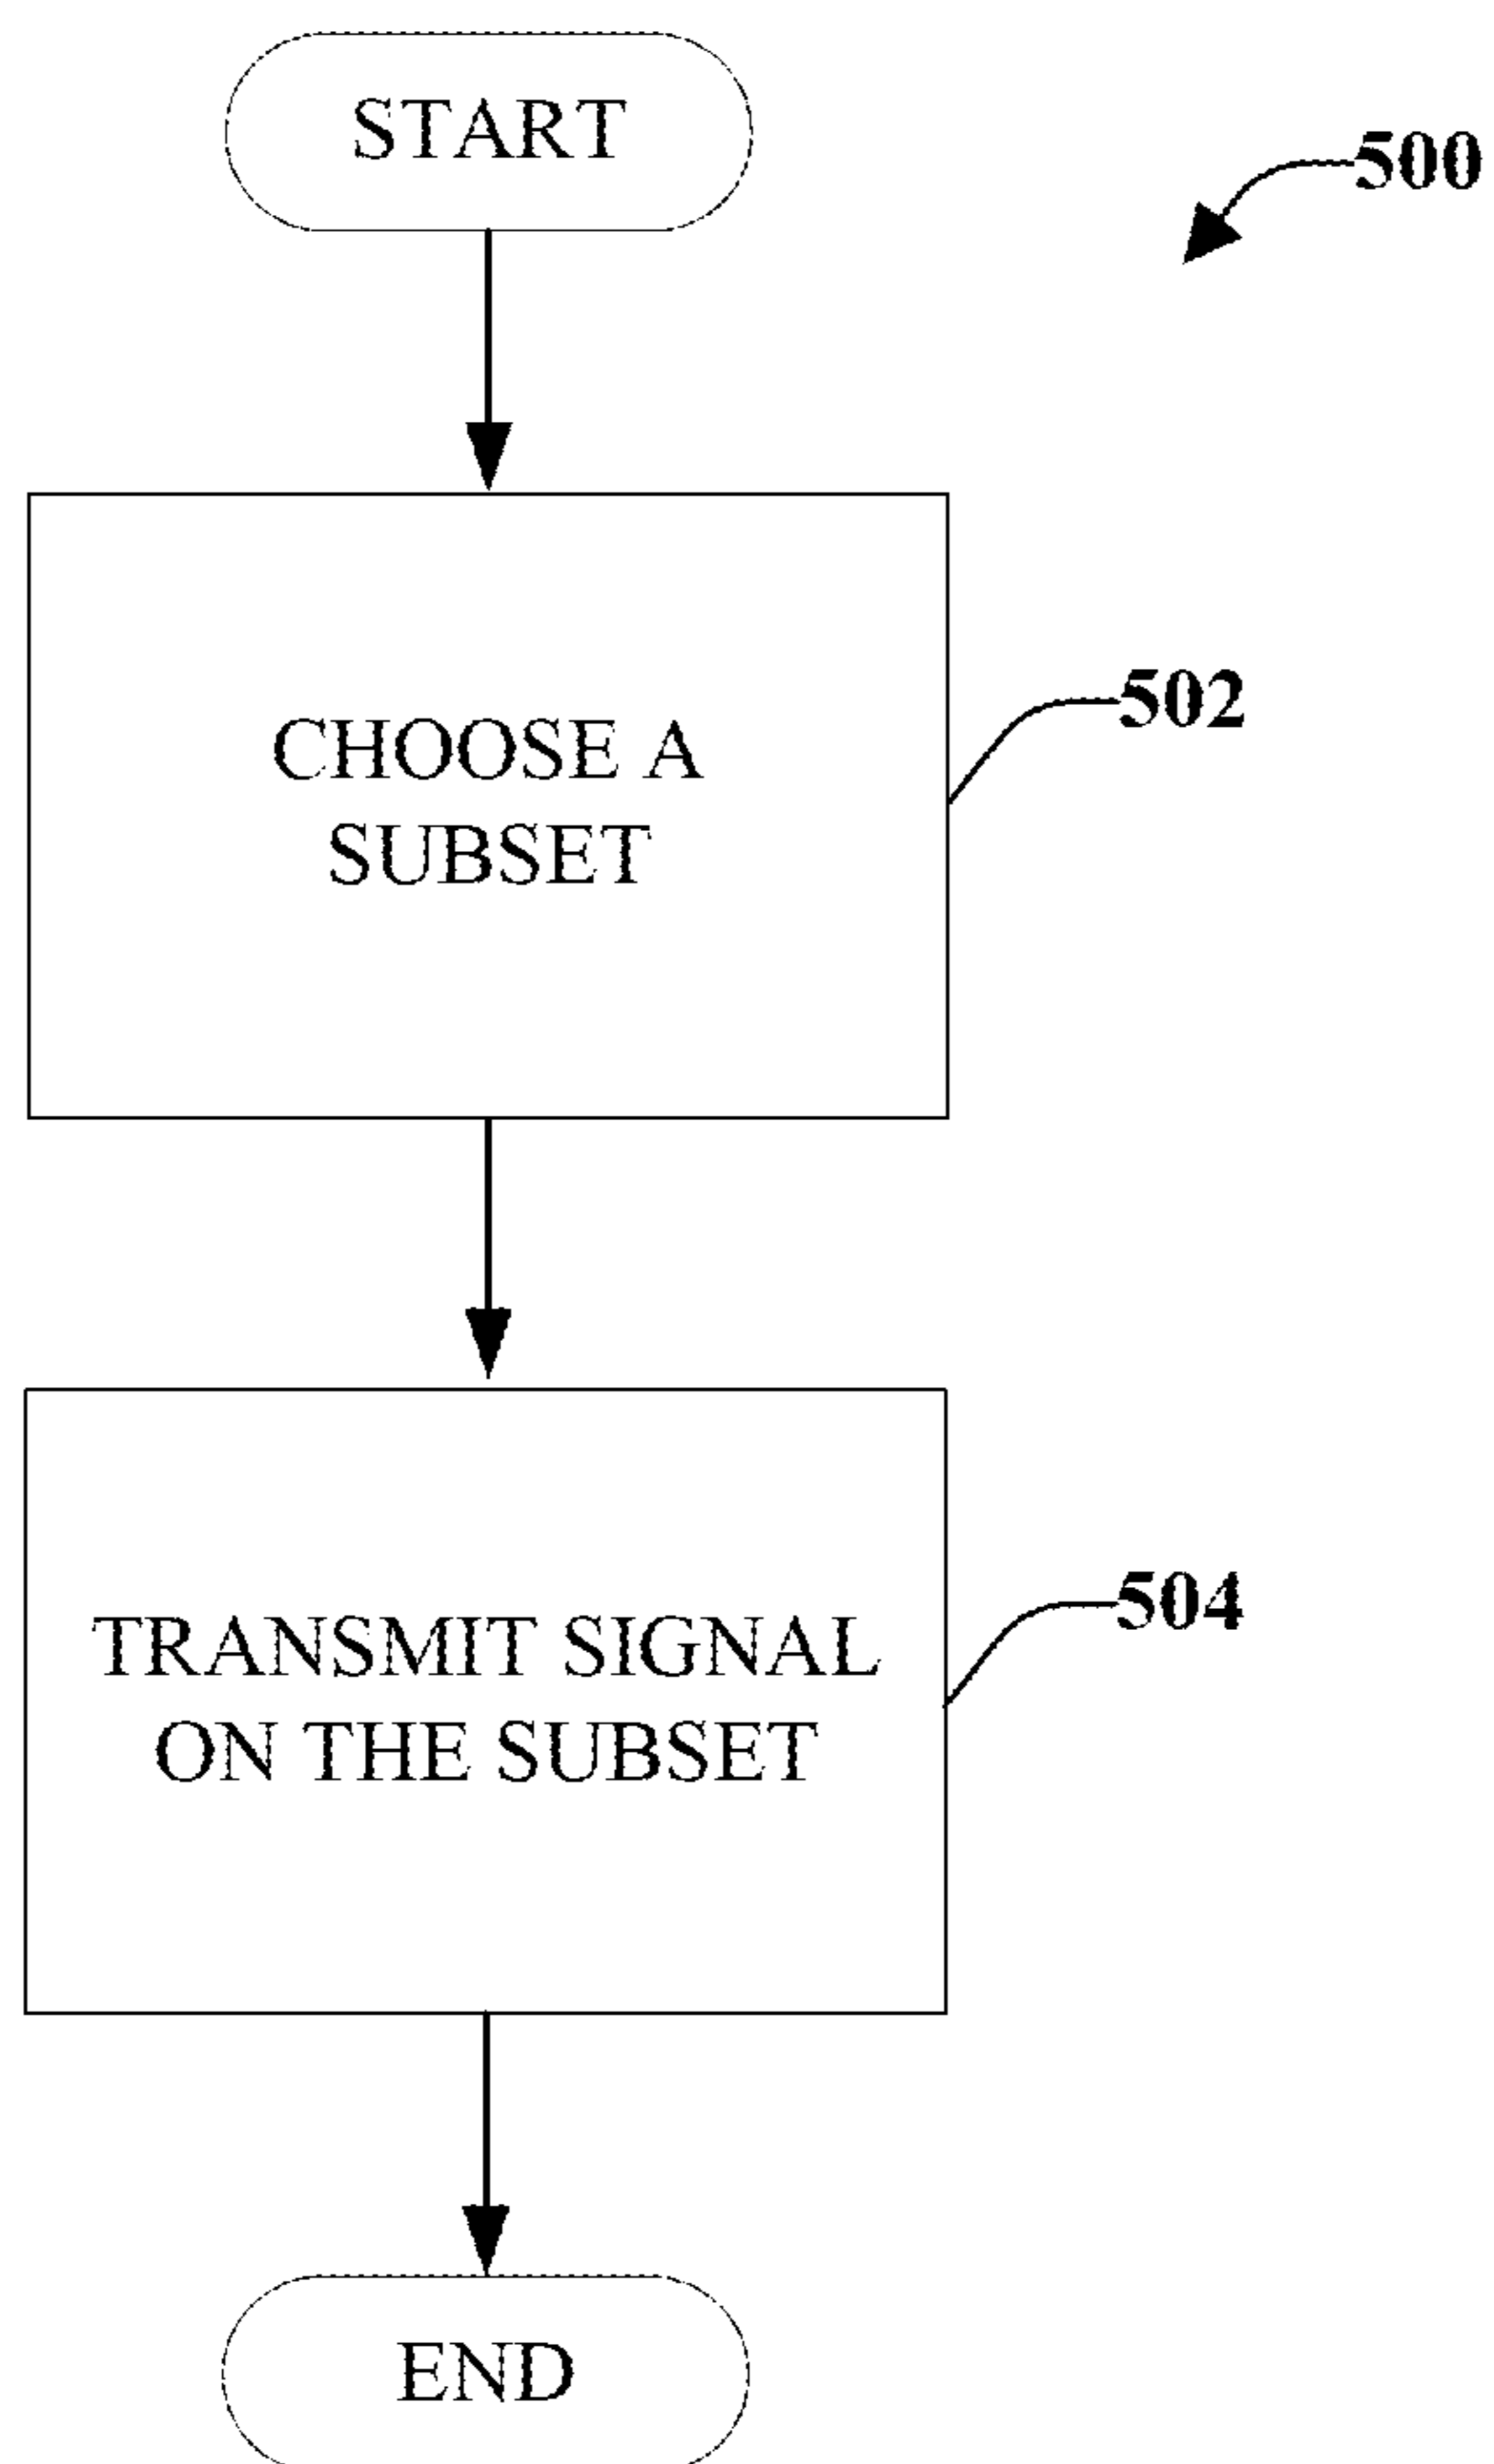 START
500
CHOOSE A
SUBSET
502
TRANSMIT SIGNAL
ON THE SUBSET
504
END